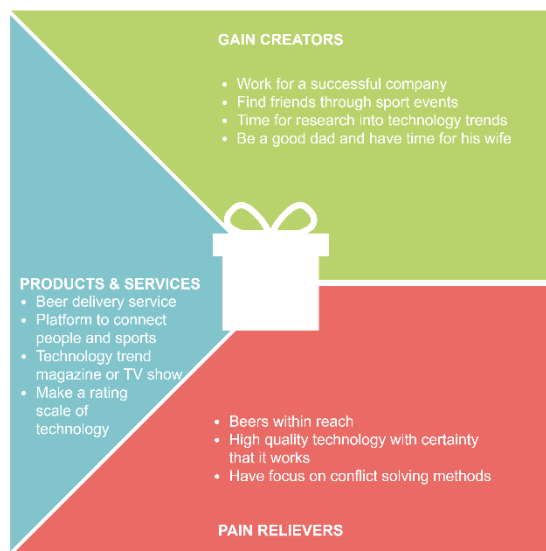 GAIN CREATORS
• Work for a successful company
• Find friends through sport events
• Time for research into technology trends
• Be a good dad and have time for his wife
PRODUCTS & SERVICES
• Beer delivery service
• Platform to connect
people and sports
• Technology trend
magazine or TV show
• Make a rating
scale of
technology
• Beers within reach
• High quality technology with certainty
that it works
• Have focus on conflict solving methods
PAIN RELIEVERS